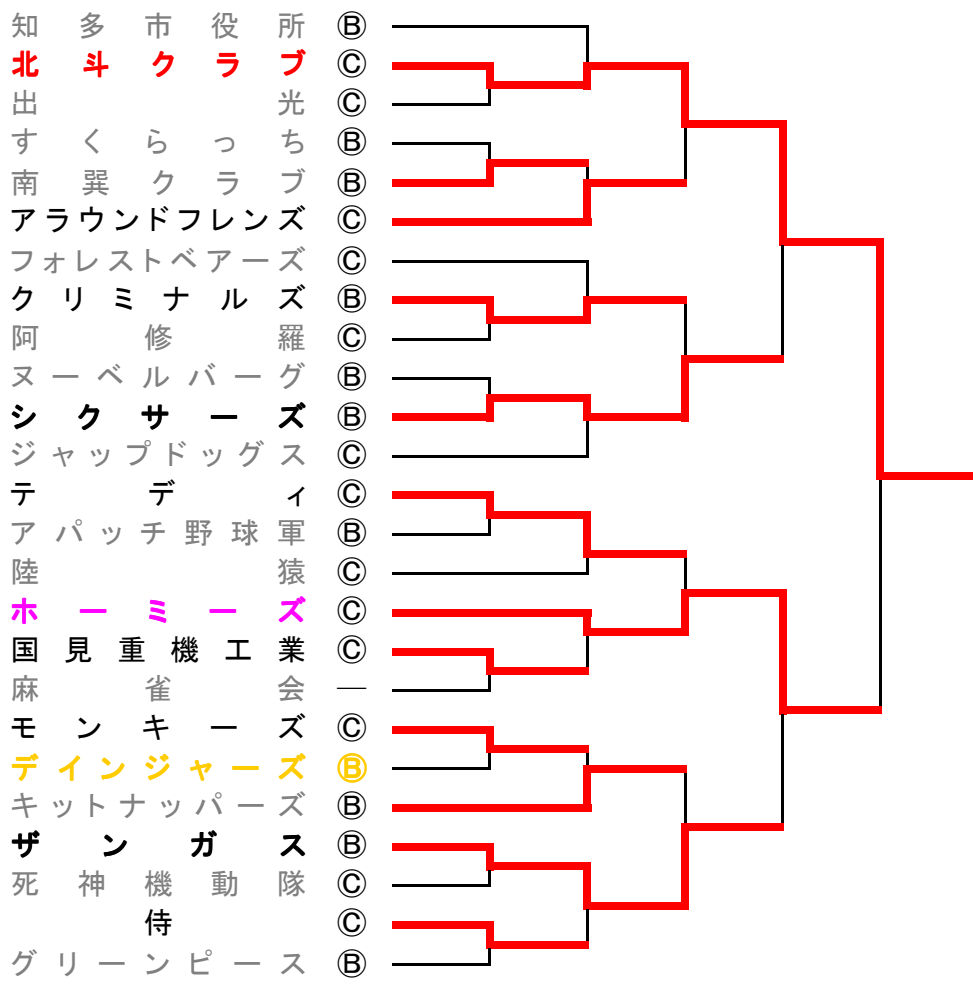 知多市役所 Ⓑ
北斗クラブ Ⓒ
出光 Ⓒ
すくらっち Ⓑ
南巽クラブ Ⓑ
アラウンドフレンズ Ⓒ
フォレストベアーズ Ⓒ
クリミナルズ Ⓑ
阿修羅 Ⓒ
ヌーベルバーグ Ⓑ
シクサーズ Ⓑ
ジャップドッグス Ⓒ
テディ Ⓒ
アパッチ野球軍 Ⓑ
陸猿 Ⓒ
ホーミーズ Ⓒ
国見重機工業 Ⓒ
麻雀会 ―
モンキーズ Ⓒ
デインジャーズ Ⓑ
キットナッパーズ Ⓑ
ザンガス Ⓑ
死神機動隊 Ⓒ
侍 Ⓒ
グリーンピース Ⓑ